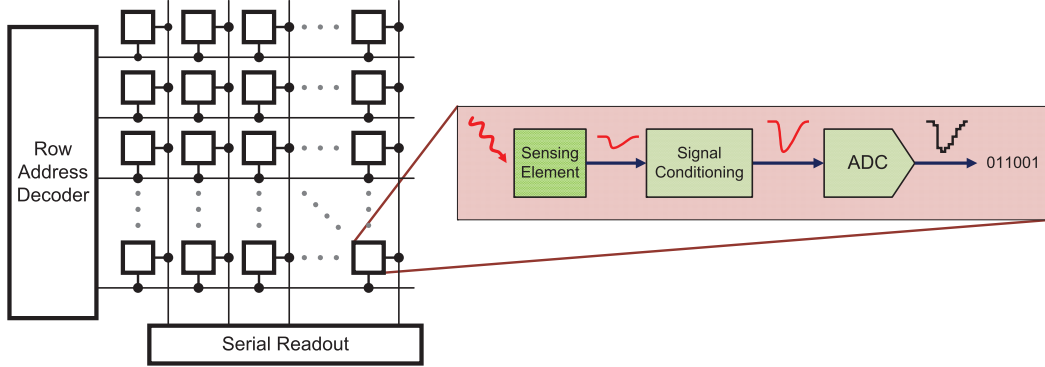 Row
Address
Decoder
Serial Readout
Sensing
Element
Signal
Conditioning
ADC
011001